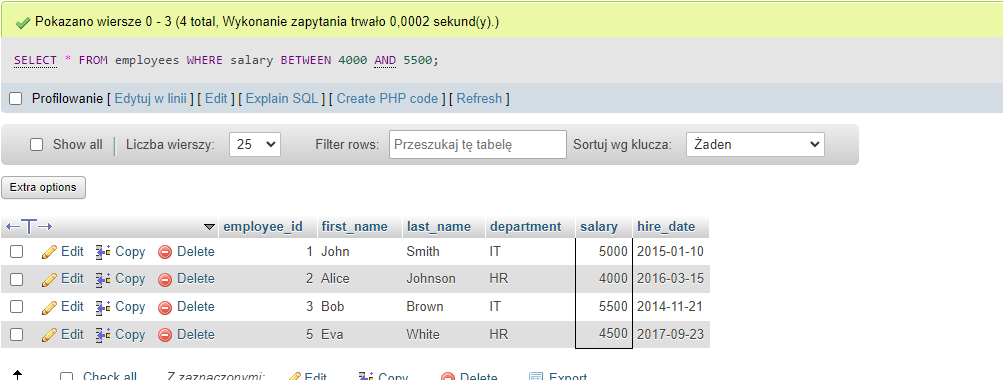 Pokazano wiersze 0 - 3 (4 total, Wykonanie zapytania trwało 0,0002 sekund(y).)
SELECT * FROM employees WHERE salary BETWEEN 4000 AND 5500;
Profilowanie [ Edytuj w linii ] [ Edit ] [ Explain SQL ] [ Create PHP code ] [ Refresh ]
Show all Liczba wierszy: 25 Filter rows: Przeszukaj tę tabelę Sortuj wg klucza: Żaden
Extra options
←T→ employee_id first_name last_name department salary hire_date
Edit Copy Delete 1 John Smith IT 5000 2015-01-10
Edit Copy Delete 2 Alice Johnson HR 4000 2016-03-15
Edit Copy Delete 3 Bob Brown IT 5500 2014-11-21
Edit Copy Delete 5 Eva White HR 4500 2017-09-23
Check all Z zaznaczonymi: Edit Copy Delete Export